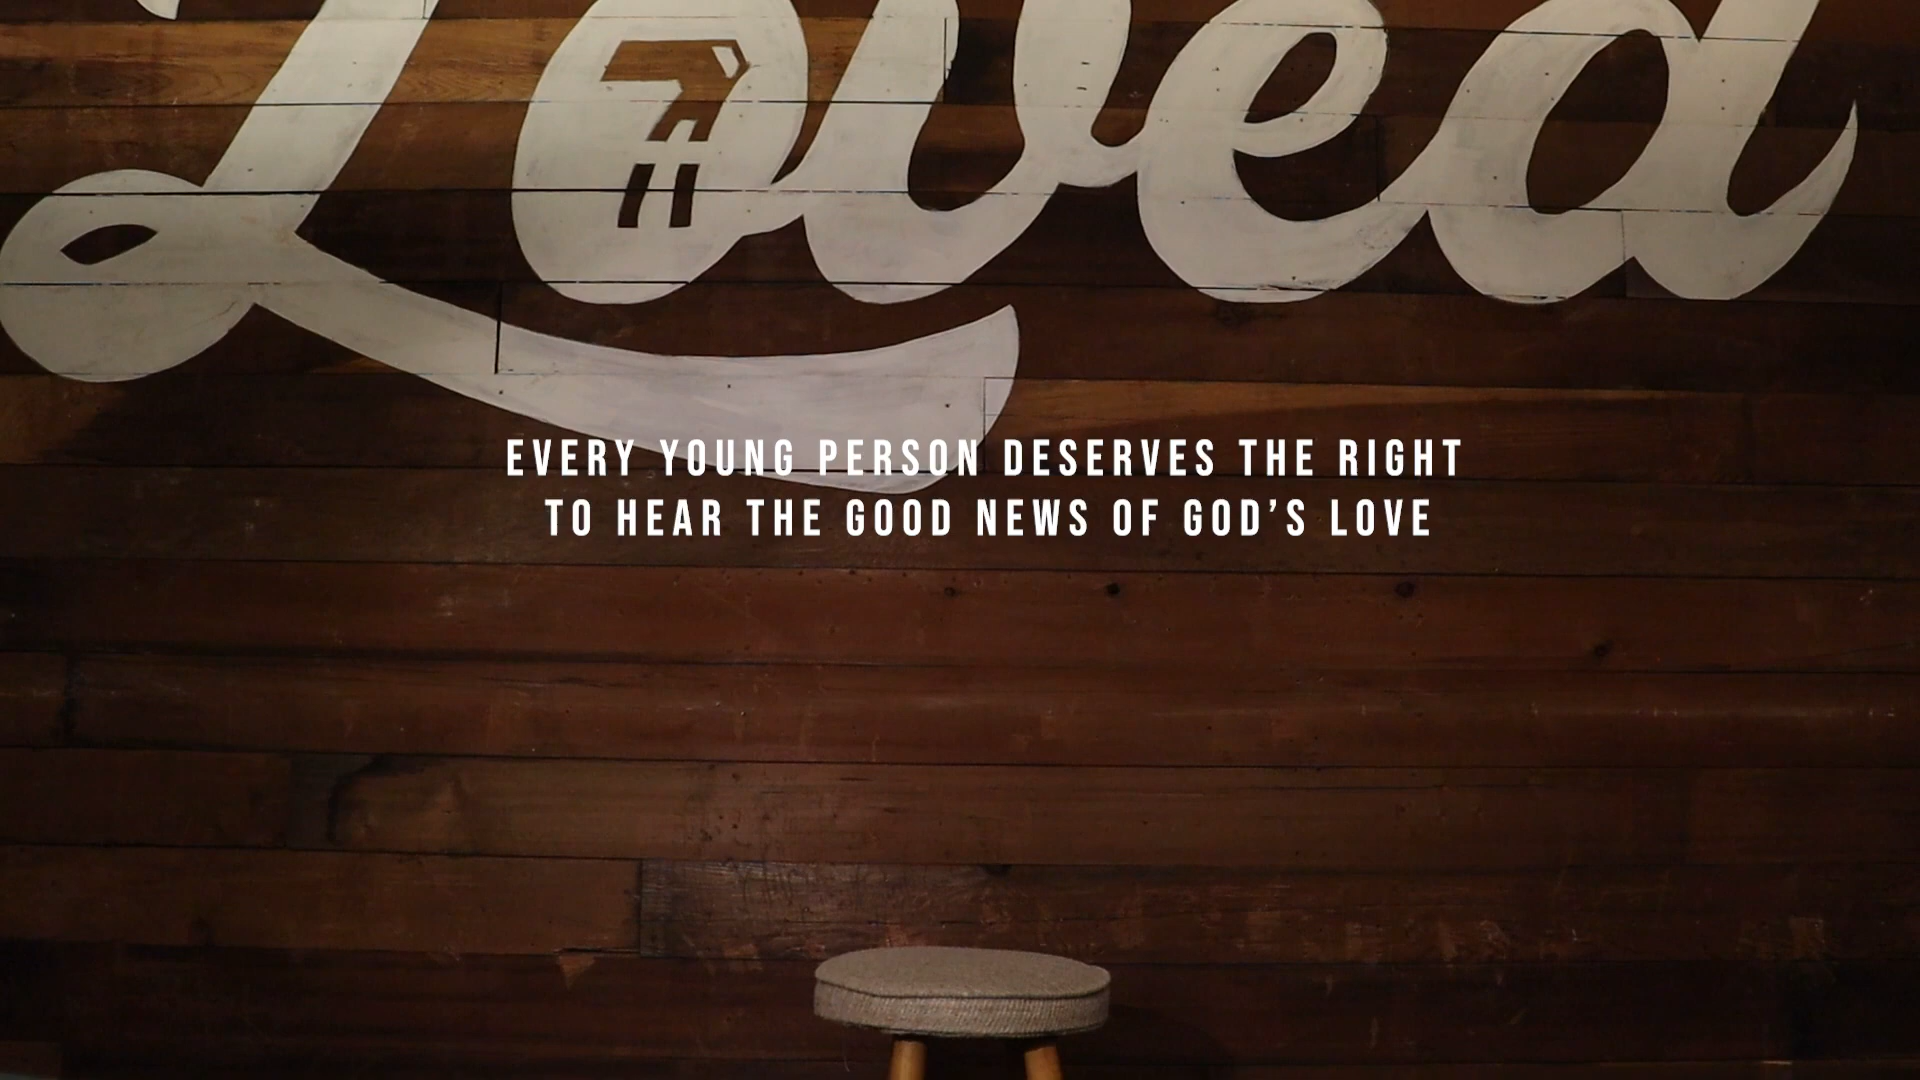 Loved
EVERY YOUNG PERSON DESERVES THE RIGHT
TO HEAR THE GOOD NEWS OF GOD’S LOVE